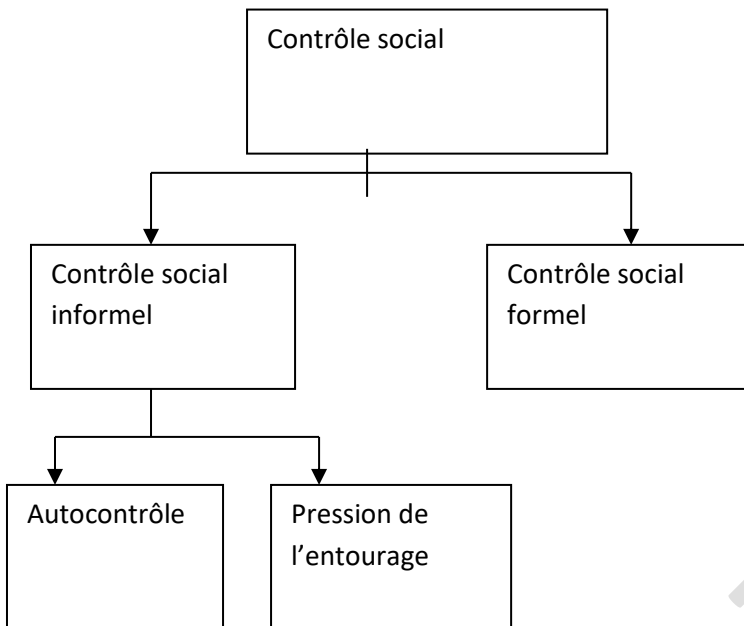 Contrôle social
Contrôle social
informel
Contrôle social
formel
Autocontrôle
Pression de
l’entourage